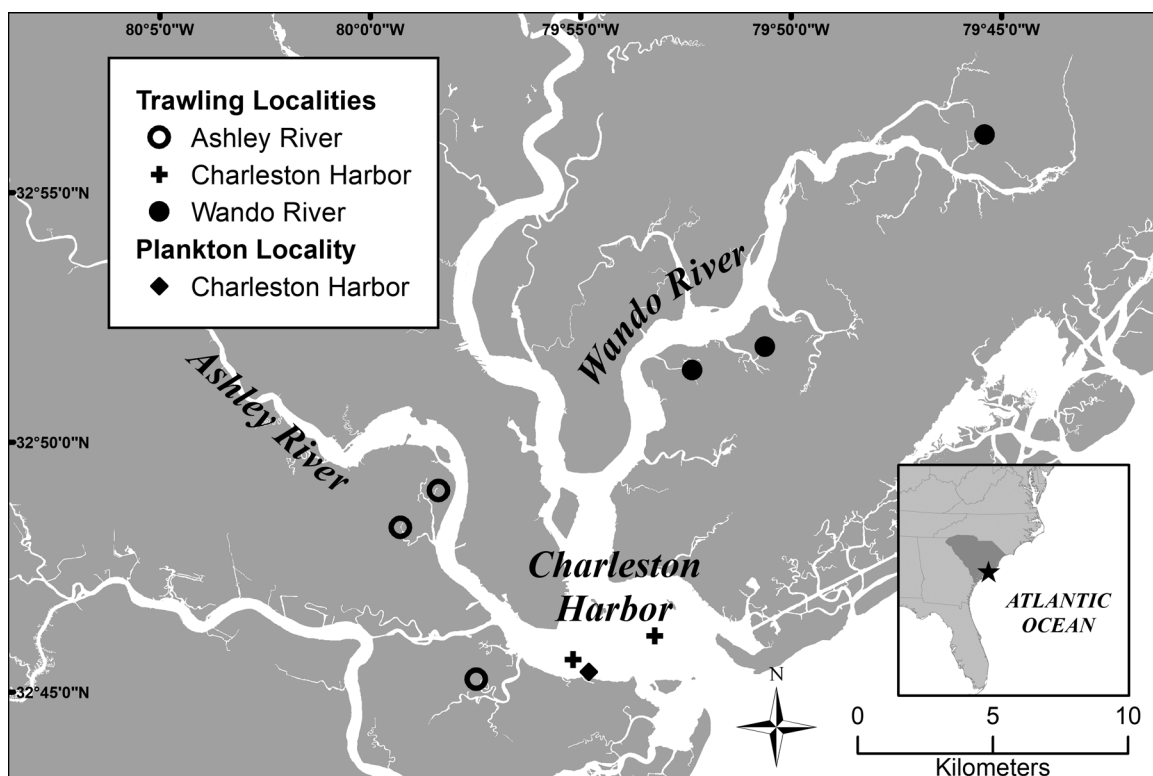 80°5'0"W 80°0'0"W 79°55'0"W 79°50'0"W 79°45'0"W
Trawling Localities
Ashley River
Charleston Harbor
Wando River
Plankton Locality
Charleston Harbor
32°55'0"N
32°50'0"N
32°45'0"N
Wando River
Ashley River
Charleston
Harbor
N
ATLANTIC
OCEAN
0 5 10
Kilometers